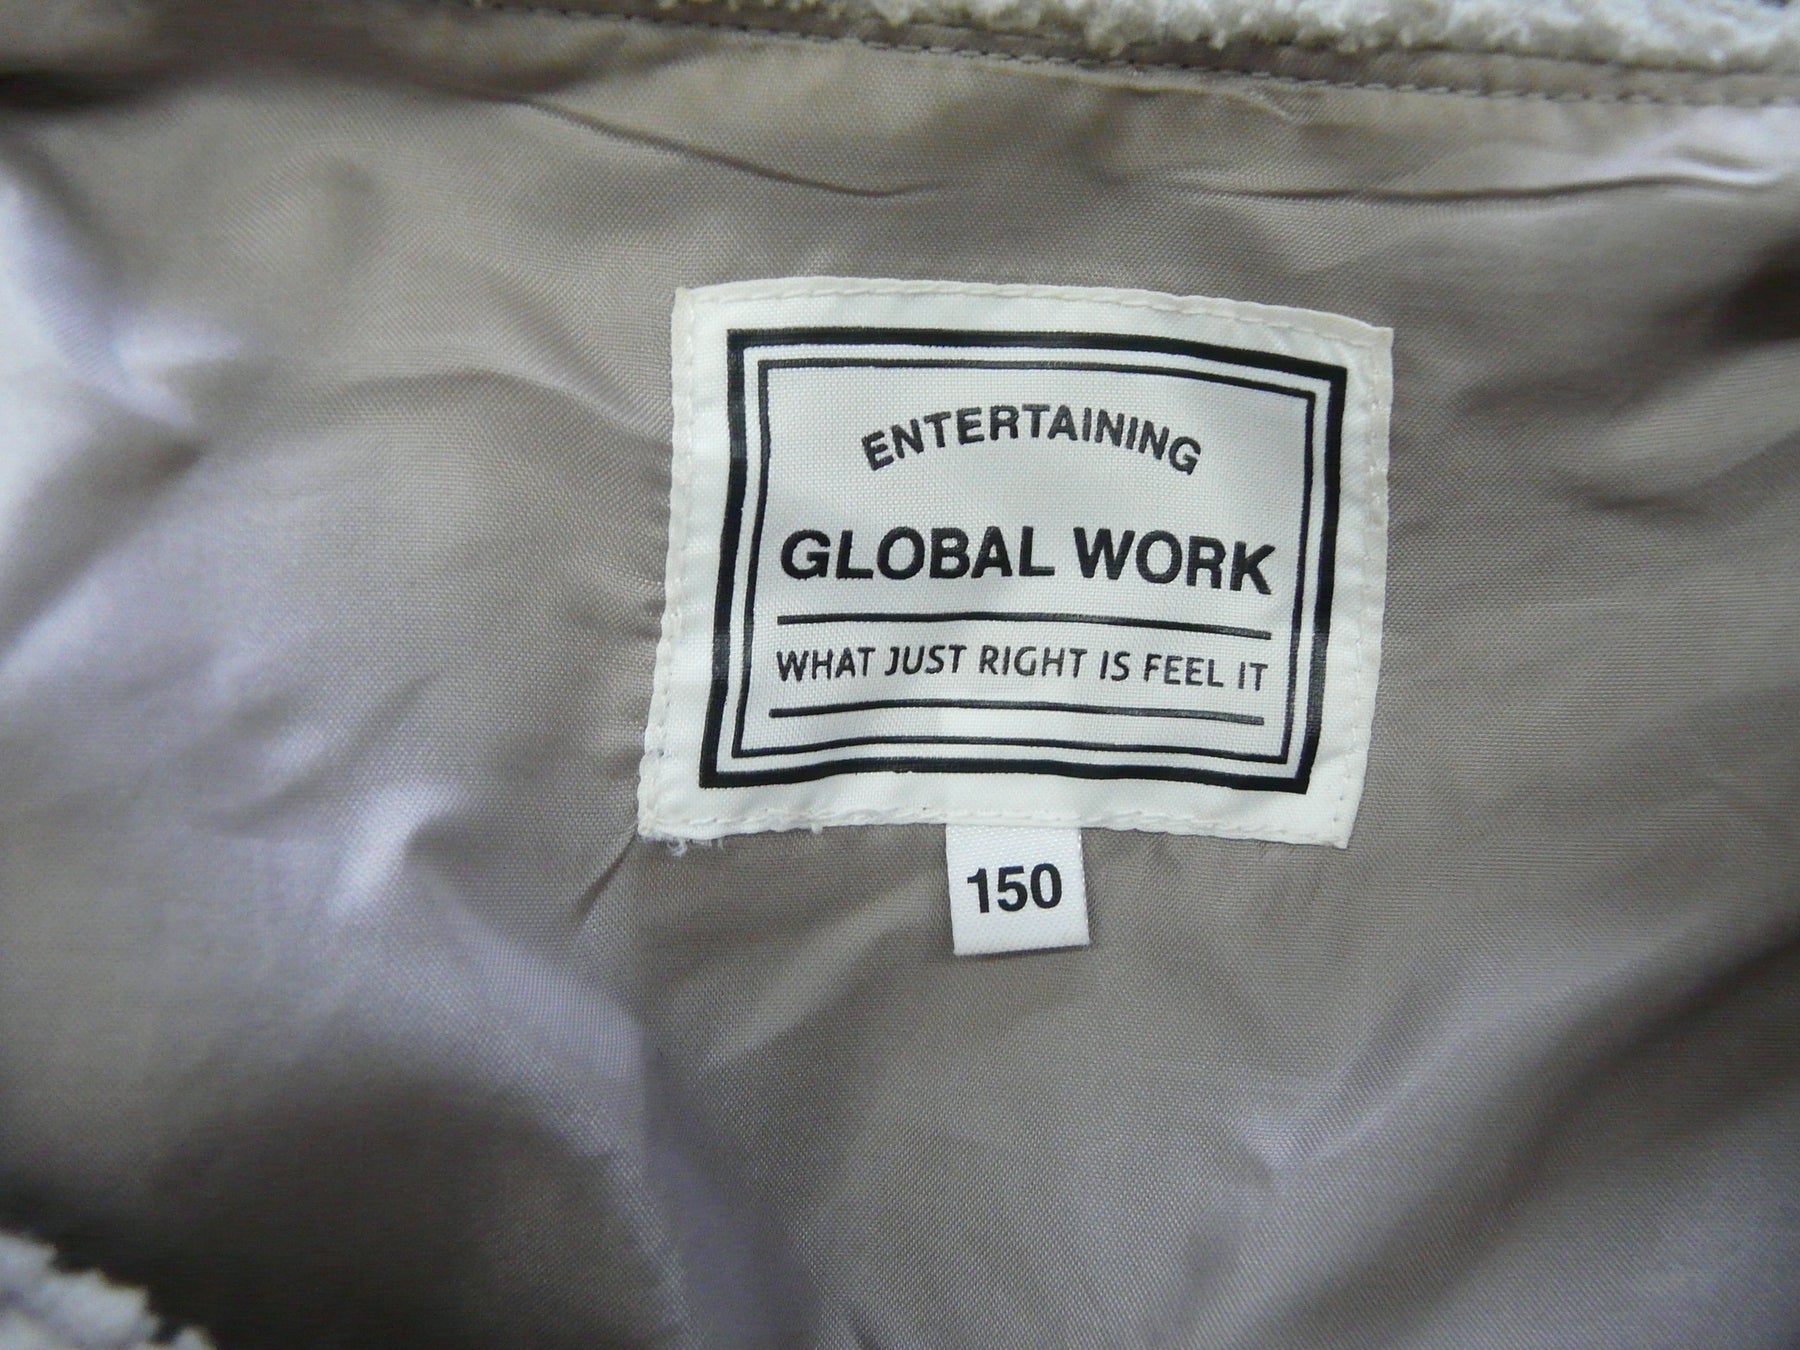 ENTERTAINING
GLOBAL WORK
WHAT JUST RIGHT IS FEEL IT
150